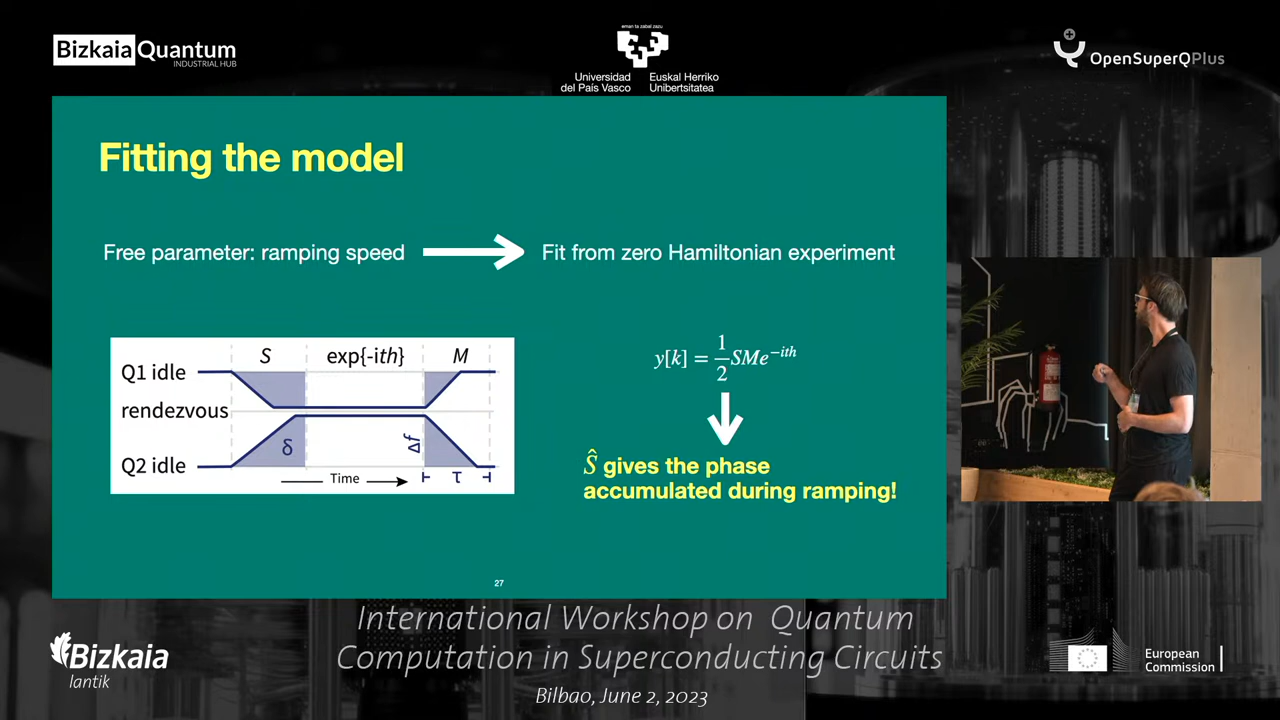 Bizkaia Quantum
INDUSTRIAL HUB
eman ta zabal zazu
Universidad
del País Vasco
Euskal Herriko
Unibertsitatea
OpenSuperQPlus
Fitting the model
Free parameter: ramping speed
Fit from zero Hamiltonian experiment
S exp{-ith} M
Q1 idle
rendezvous
Q2 idle
δ
Δf
Time
τ
y[k] = 1/2 SMe^{-ith}
Ŝ gives the phase
accumulated during ramping!
27
International Workshop on Quantum
Computation in Superconducting Circuits
Bilbao, June 2, 2023
Bizkaia
lantik
European
Commission